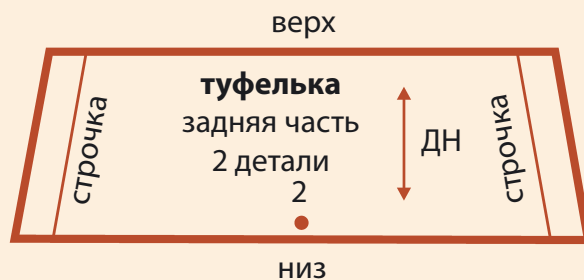 верх
туфелька
задняя часть
2 детали
2
строчка
ДН
строчка
низ